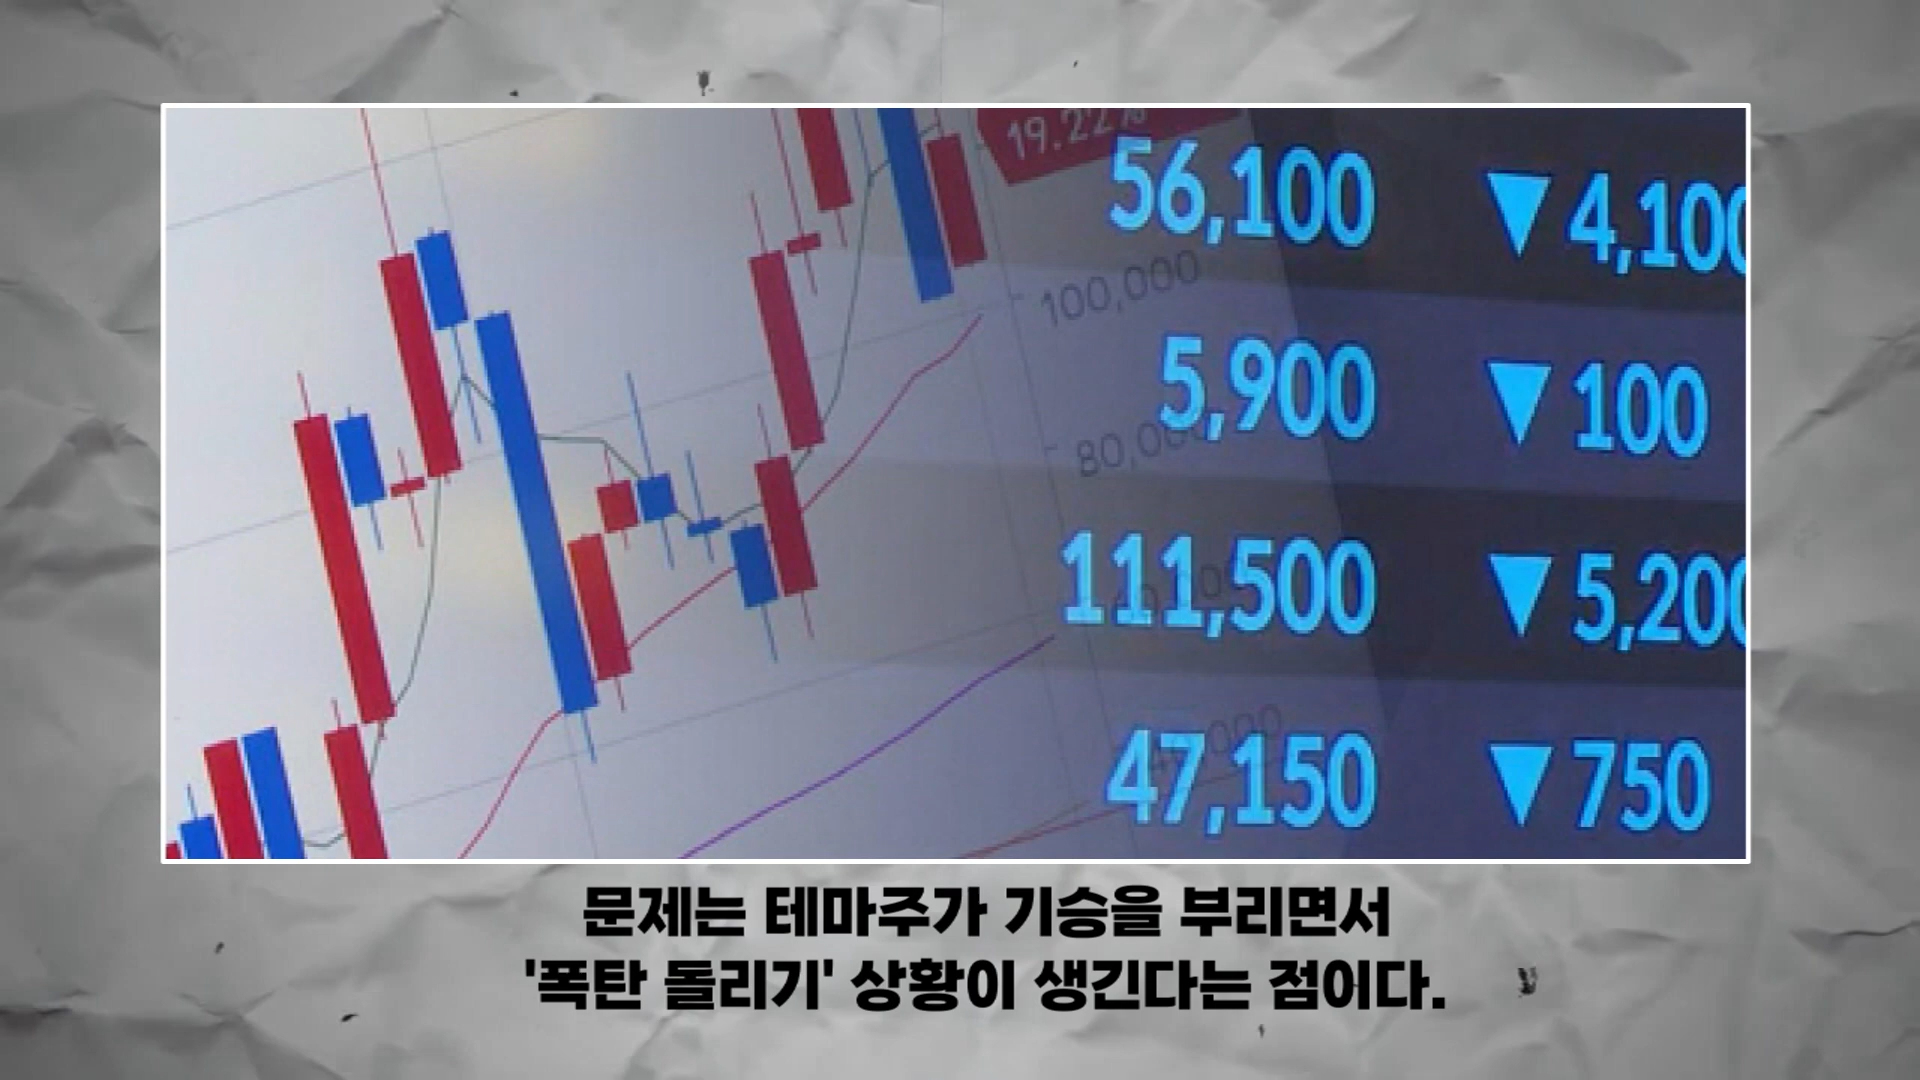 19.22%
56,100 ▼ 4,100
100,000
5,900 ▼ 100
80,000
111,500 ▼ 5,200
47,150 ▼ 750
문제는 테마주가 기승을 부리면서
'폭탄 돌리기' 상황이 생긴다는 점이다.